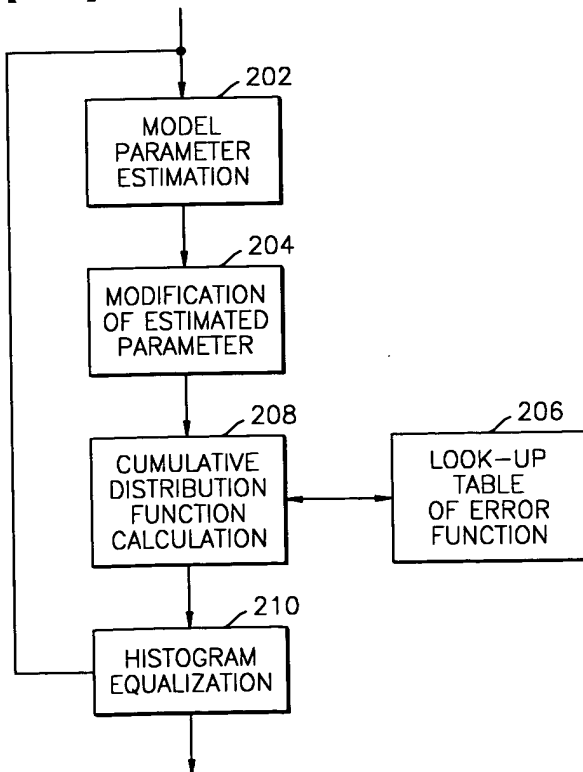 202
MODEL
PARAMETER
ESTIMATION
204
MODIFICATION
OF ESTIMATED
PARAMETER
208
CUMULATIVE
DISTRIBUTION
FUNCTION
CALCULATION
206
LOOK-UP
TABLE
OF ERROR
FUNCTION
210
HISTOGRAM
EQUALIZATION